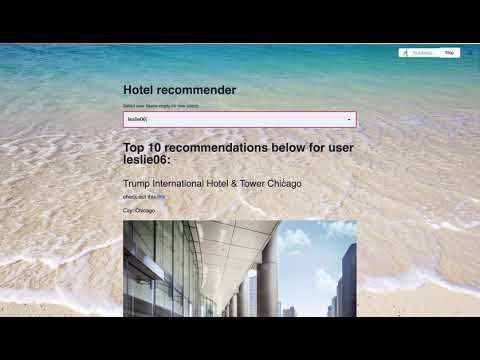 Stop
Hotel recommender
Select user (leave empty for new users)
leslie06
Top 10 recommendations below for user
leslie06:
Trump International Hotel & Tower Chicago
check out this link
City: Chicago